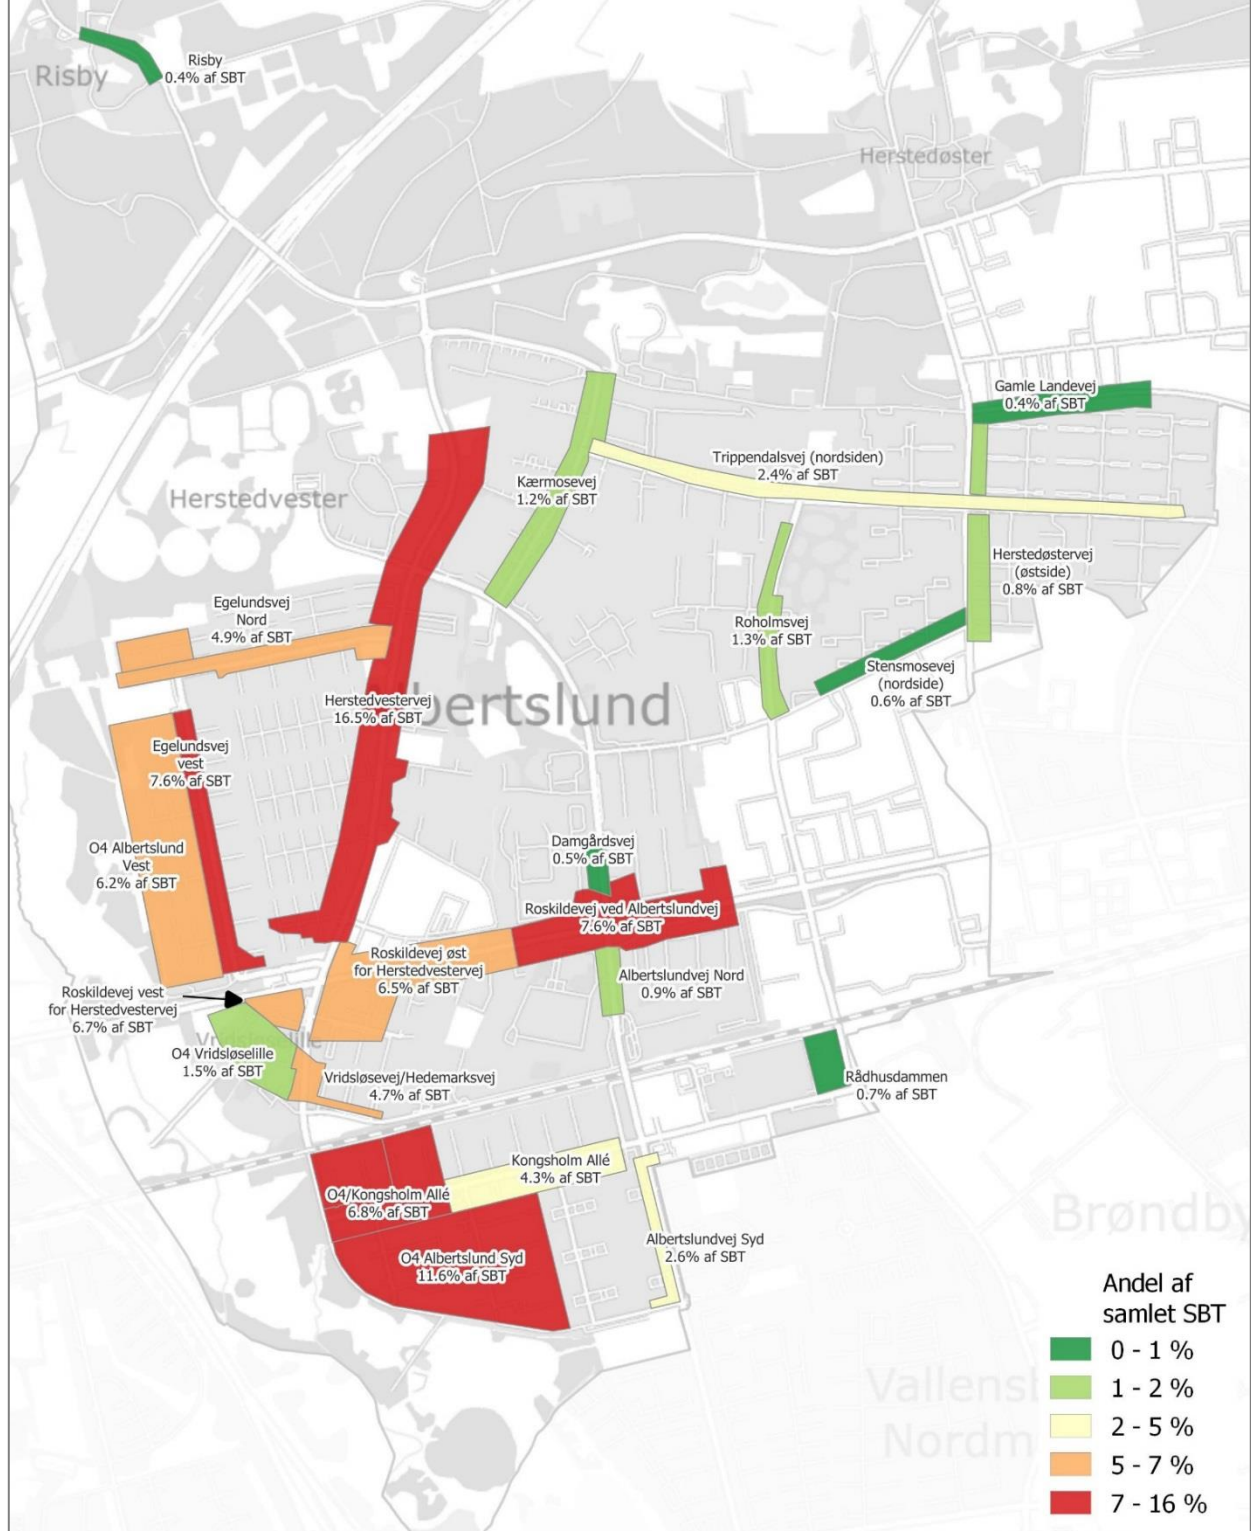 Risby
0.4% af SBT
Risby
Herstedøster
Gamle Landevej
0.4% af SBT
Trippendalsvej (nordsiden)
2.4% af SBT
Kærmosevej
1.2% af SBT
Herstedvester
Herstedøstervej
(østside)
0.8% af SBT
Egelundsvej
Nord
4.9% af SBT
Roholmsvej
1.3% af SBT
Stensmosevej
(nordside)
0.6% af SBT
Herstedvestervej
16.5% af SBT
lbertslund
Egelundsvej
vest
7.6% af SBT
O4 Albertslund
Vest
6.2% af SBT
Damgårdsvej
0.5% af SBT
Roskildevej ved Albertslundvej
7.6% af SBT
Roskildevej øst
for Herstedvestervej
6.5% af SBT
Albertslundvej Nord
0.9% af SBT
Roskildevej vest
for Herstedvestervej
6.7% af SBT
O4 Vridsløselille
1.5% af SBT
Vridsløsevej/Hedemarksvej
4.7% af SBT
Rådhusdammen
0.7% af SBT
Kongsholm Allé
4.3% af SBT
O4/Kongsholm Allé
6.8% af SBT
Albertslundvej Syd
2.6% af SBT
O4 Albertslund Syd
11.6% af SBT
Brøndby
Vallens
Nordm
Andel af
samlet SBT
0 - 1 %
1 - 2 %
2 - 5 %
5 - 7 %
7 - 16 %